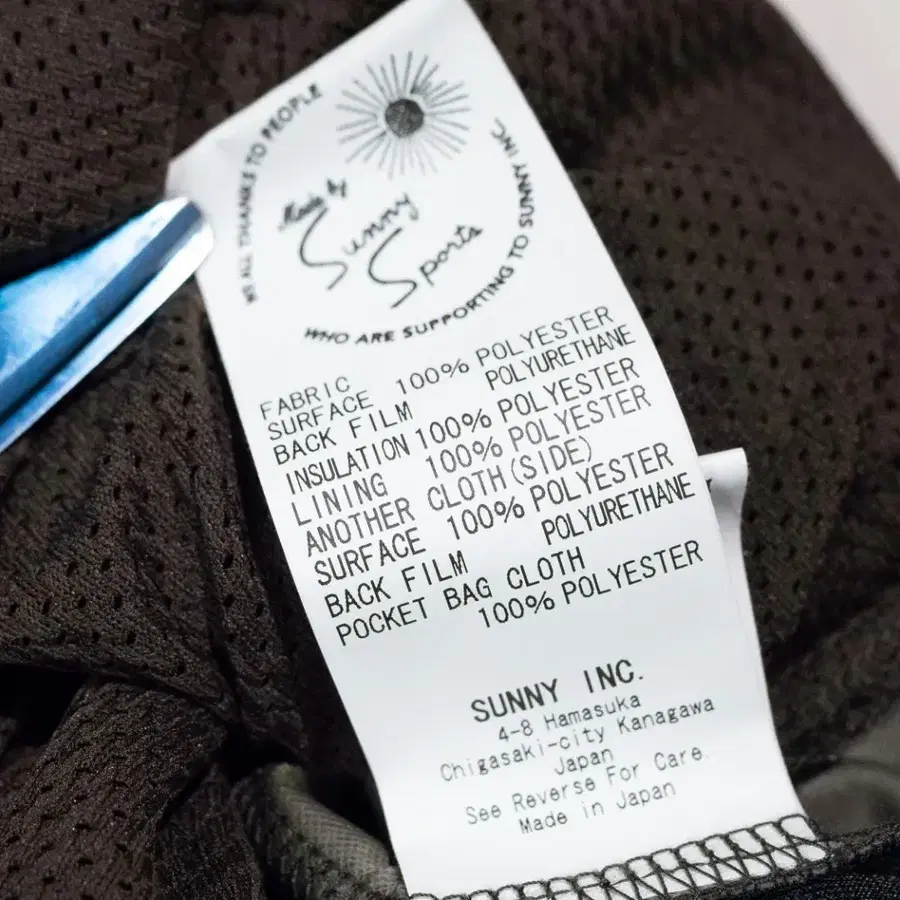 WE ALL THANKS TO PEOPLE
WHO ARE SUPPORTING TO SUNNY INC.
Made by
Sunny
Sports
FABRIC
SURFACE 100% POLYESTER
BACK FILM POLYURETHANE
INSULATION 100% POLYESTER
LINING 100% POLYESTER
ANOTHER CLOTH(SIDE)
SURFACE 100% POLYESTER
BACK FILM POLYURETHANE
POCKET BAG CLOTH
100% POLYESTER
SUNNY INC.
4-8 Hamasuka
Chigasaki-city Kanagawa
Japan
See Reverse For Care.
Made in Japan